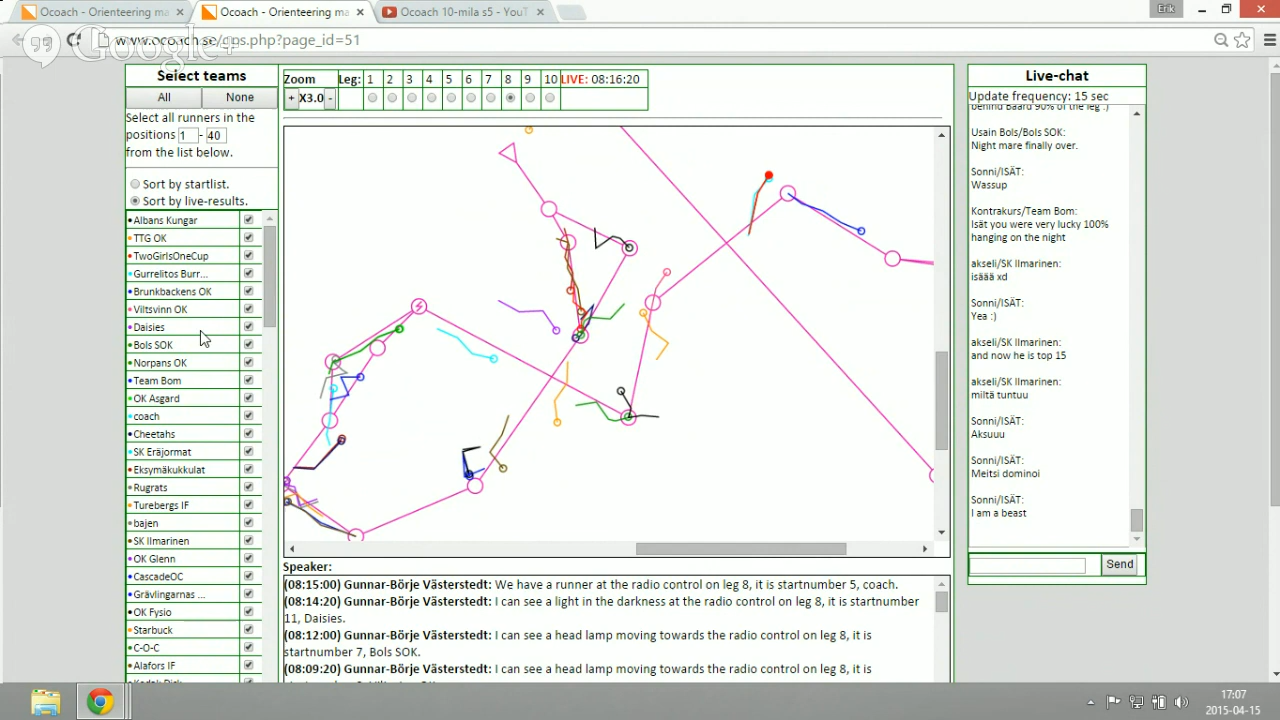 Ocoach - Orienteering ma ×
Ocoach - Orienteering ma ×
Ocoach 10-mila s5 - YouT ×
Erik
www.ocoach.se/gps.php?page_id=51
Google+
Select teams
All None
Select all runners in the
positions 1 - 40
from the list below.
Sort by startlist.
Sort by live-results.
Albans Kungar
TTG OK
TwoGirlsOneCup
Gurrelitos Burr...
Brunkbackens OK
Viltsvinn OK
Daisies
Bols SOK
Norpans OK
Team Bom
OK Asgard
coach
Cheetahs
SK Eräjormat
Eksymäkukkulat
Rugrats
Turebergs IF
bajen
SK Ilmarinen
OK Glenn
CascadeOC
Grävlingarnas ...
OK Fysio
Starbuck
C-O-C
Alafors IF
Zoom Leg: 1 2 3 4 5 6 7 8 9 10 LIVE: 08:16:20
+ X3.0 -
Speaker:
(08:15:00) Gunnar-Börje Västerstedt: We have a runner at the radio control on leg 8, it is startnumber 5, coach.
(08:14:20) Gunnar-Börje Västerstedt: I can see a light in the darkness at the radio control on leg 8, it is startnumber
11, Daisies.
(08:12:00) Gunnar-Börje Västerstedt: I can see a head lamp moving towards the radio control on leg 8, it is
startnumber 7, Bols SOK.
(08:09:20) Gunnar-Börje Västerstedt: I can see a head lamp moving towards the radio control on leg 8, it is
Live-chat
Update frequency: 15 sec
behind Baard 90% of the leg :)
Usain Bols/Bols SOK:
Night mare finally over.
Sonni/ISÄT:
Wassup
Kontrakurs/Team Bom:
Isät you were very lucky 100%
hanging on the night
akseli/SK Ilmarinen:
isäää xd
Sonni/ISÄT:
Yea :)
akseli/SK Ilmarinen:
and now he is top 15
akseli/SK Ilmarinen:
miltä tuntuu
Sonni/ISÄT:
Aksuuu
Sonni/ISÄT:
Meitsi dominoi
Sonni/ISÄT:
I am a beast
Send
17:07
2015-04-15